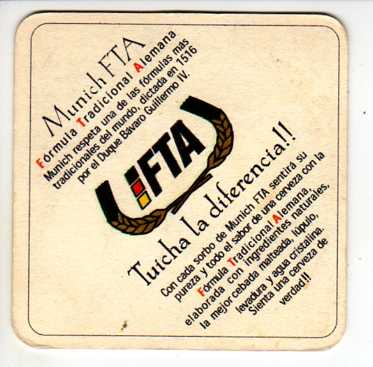 Munich FTA
Fórmula Tradicional Alemana
Munich respeta una de las fórmulas más
tradicionales del mundo, dictada en 1516
por el Duque Bávaro Guillermo IV.
FTA
Tuicha la diferencia!!
Con cada sorbo de Munich FTA sentirá su
pureza y todo el sabor de una cerveza con la
Fórmula Tradicional Alemana,
elaborada con ingredientes naturales,
la mejor cebada malteada, lúpulo,
levadura y agua cristalina.
Sienta una cerveza de
verdad!!